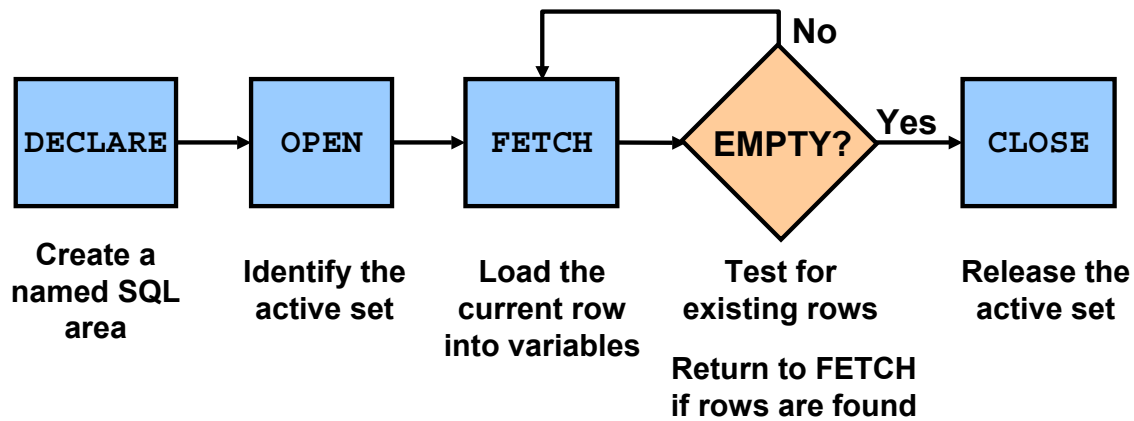 No
DECLARE
OPEN
FETCH
EMPTY?
Yes
CLOSE
Create a
named SQL
area
Identify the
active set
Load the
current row
into variables
Test for
existing rows
Return to FETCH
if rows are found
Release the
active set